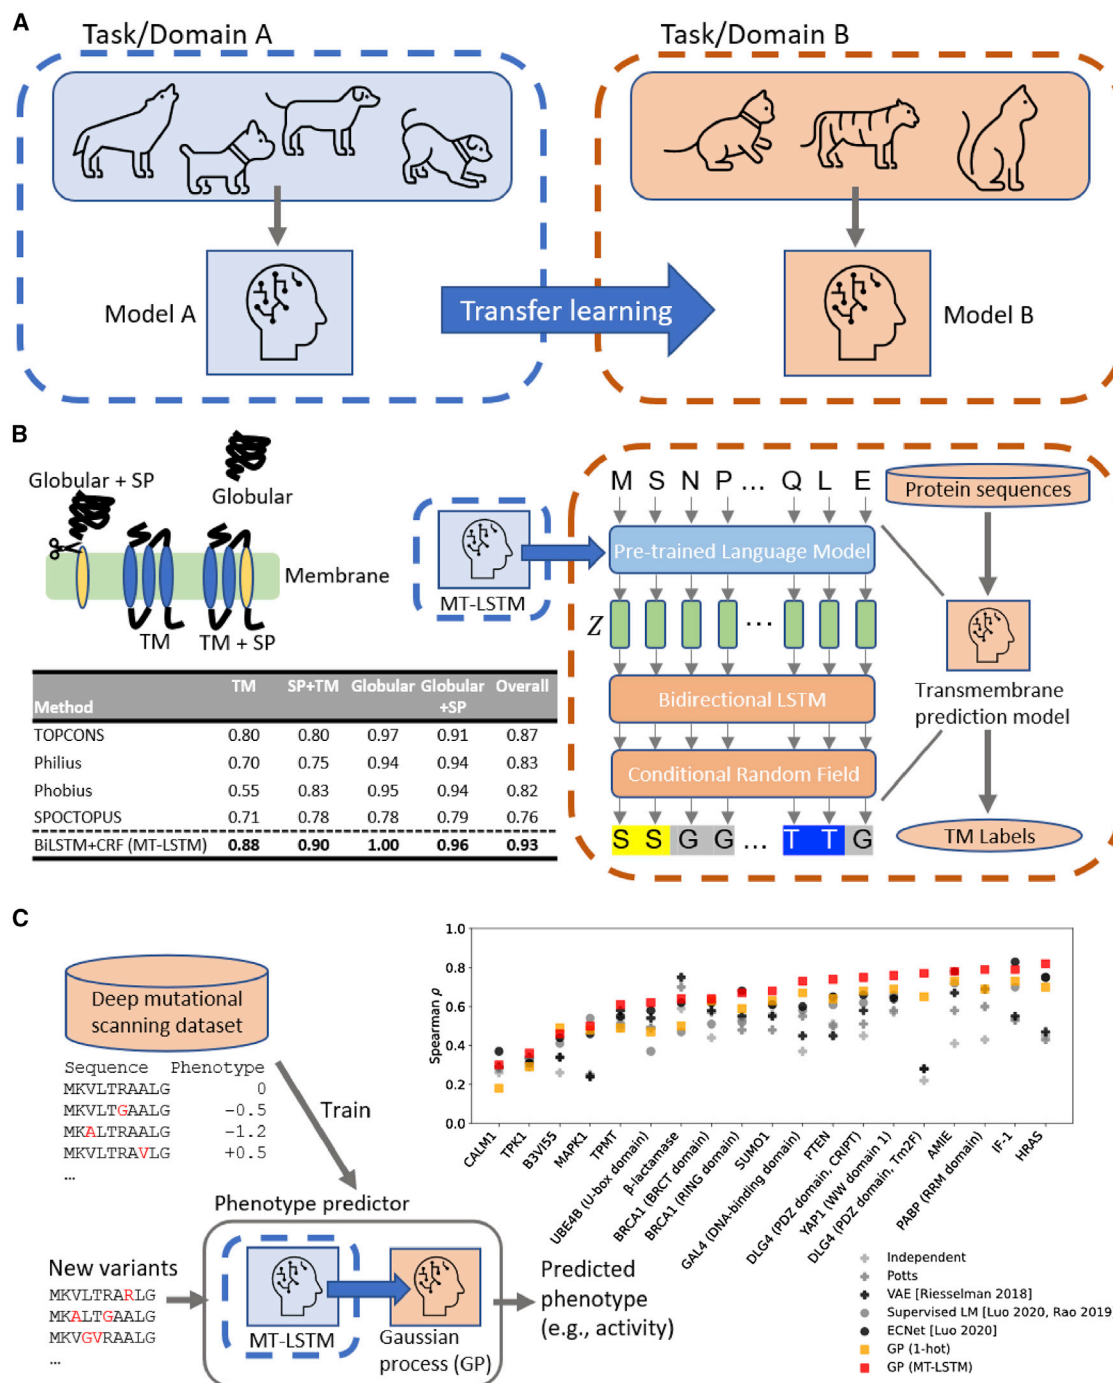 A
Task/Domain A
Task/Domain B
Model A
Transfer learning
Model B
B
Globular + SP
Globular
Membrane
TM
TM + SP
MT-LSTM
M S N P ... Q L E
Protein sequences
Pre-trained Language Model
Z
...
Bidirectional LSTM
Transmembrane
prediction model
Conditional Random Field
S S G G ... T T G
TM Labels
Method TM SP+TM Globular Globular +SP Overall
TOPCONS 0.80 0.80 0.97 0.91 0.87
Philius 0.70 0.75 0.94 0.94 0.83
Phobius 0.55 0.83 0.95 0.94 0.82
SPOCTOPUS 0.71 0.78 0.78 0.79 0.76
BiLSTM+CRF (MT-LSTM) 0.88 0.90 1.00 0.96 0.93
C
Deep mutational
scanning dataset
Sequence Phenotype
MKVLTRAALG 0
MKVLTGAALG −0.5
MKALTRAALG −1.2
MKVLTRAVLG +0.5
...
Train
Phenotype predictor
New variants
MKVLTRARLG
MKALTGAALG
MKVGVRAALG
...
MT-LSTM
Gaussian
process (GP)
Predicted
phenotype
(e.g., activity)
Spearman ρ
1.0
0.8
0.6
0.4
0.2
0.0
CALM1
TPK1
B3VI55
MAPK1
TPMT
UBE4B (U-box domain)
β-lactamase
BRCA1 (BRCT domain)
BRCA1 (RING domain)
SUMO1
GAL4 (DNA-binding domain)
PTEN
DLG4 (PDZ domain, CRIPT)
YAP1 (WW domain 1)
DLG4 (PDZ domain, Tm2F)
AMIE
PABP (RRM domain)
IF-1
HRAS
Independent
Potts
VAE [Riesselman 2018]
Supervised LM [Luo 2020, Rao 2019]
ECNet [Luo 2020]
GP (1-hot)
GP (MT-LSTM)